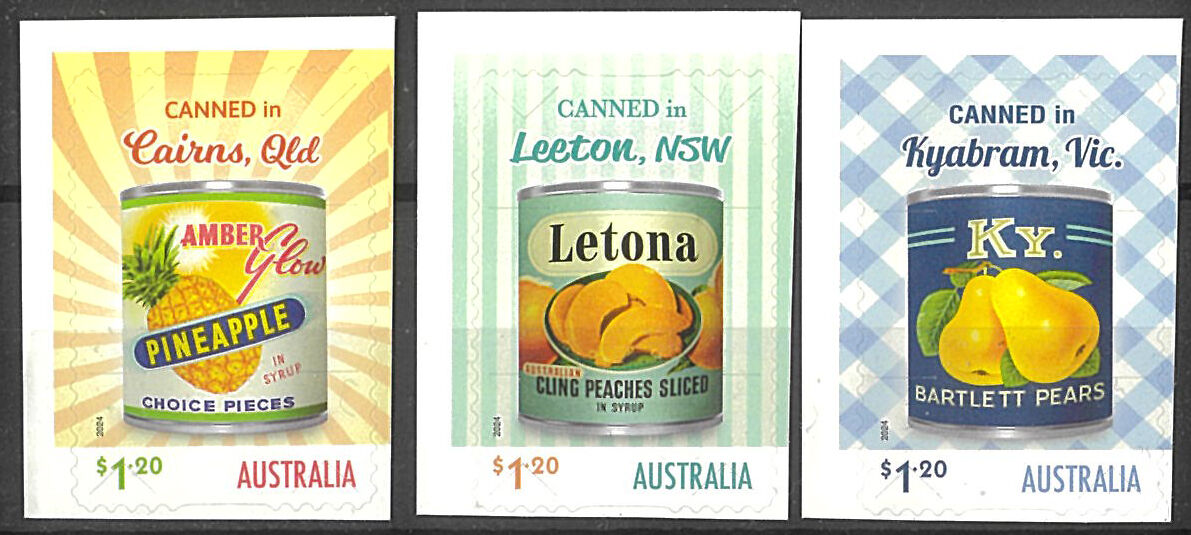 CANNED in
Cairns, Qld
AMBER
Glow
PINEAPPLE
IN
SYRUP
CHOICE PIECES
2024
$1.20
AUSTRALIA
CANNED in
Leeton, NSW
Letona
AUSTRALIAN
CLING PEACHES SLICED
IN SYRUP
2024
$1.20
AUSTRALIA
CANNED in
Kyabram, Vic.
KY.
BARTLETT PEARS
2024
$1.20
AUSTRALIA